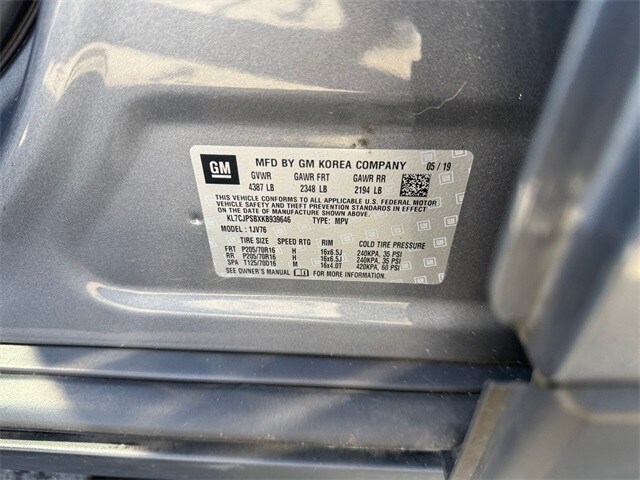 GM
MFD BY GM KOREA COMPANY 05/19
GVWR GAWR FRT GAWR RR
4387 LB 2348 LB 2194 LB
THIS VEHICLE CONFORMS TO ALL APPLICABLE U.S. FEDERAL MOTOR
VEHICLE SAFETY AND THEFT PREVENTION STANDARDS IN EFFECT
ON THE DATE OF MANUFACTURE SHOWN ABOVE.
KL7CJPSBXKB939646 TYPE: MPV
MODEL: 1JV76
TIRE SIZE SPEED RTG RIM COLD TIRE PRESSURE
FRT P205/70R16 H 16x6.5J 240KPA, 35 PSI
RR P205/70R16 H 16x6.5J 240KPA, 35 PSI
SPA T125/70D16 M 16x4.0T 420KPA, 60 PSI
SEE OWNER'S MANUAL FOR MORE INFORMATION.